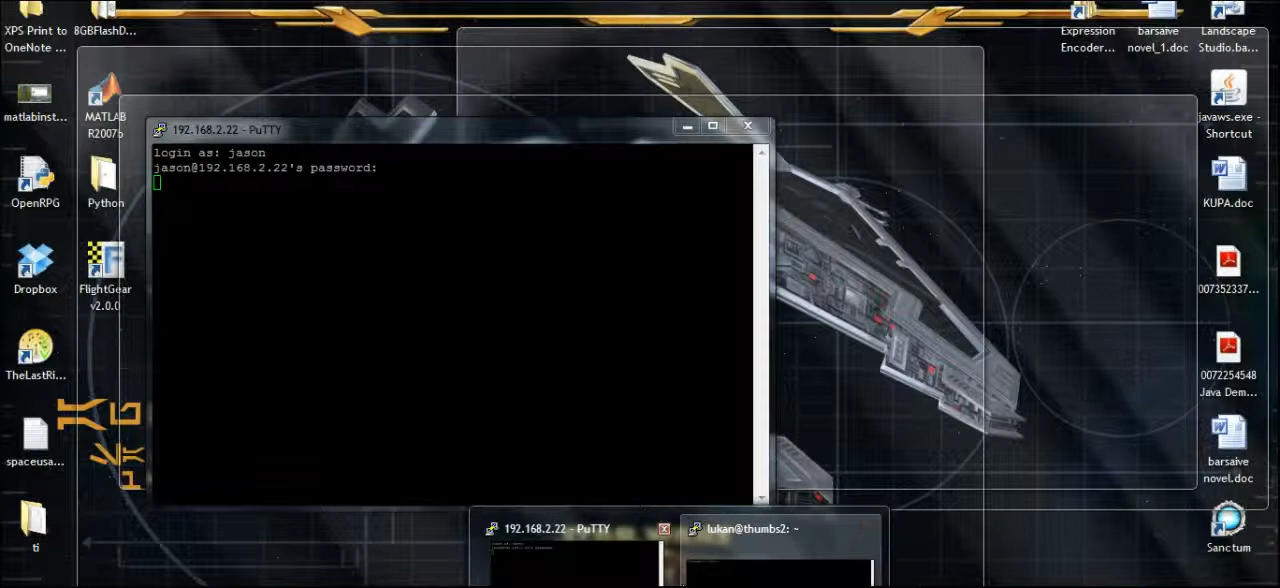 XPS Print to
OneNote ...
8GBFlashD...
Expression
Encoder...
barsaive
novel_1.doc
Landscape
Studio.ba...
matlabinst...
MATLAB
R2007b
javaws.exe -
Shortcut
192.168.2.22 - PuTTY
login as: jason
jason@192.168.2.22's password:
OpenRPG
Python
KUPA.doc
Dropbox
FlightGear
v2.0.0
007352337...
TheLastRi...
0072254548
Java Dem...
spaceusa...
barsaive
novel.doc
ti
Sanctum
192.168.2.22 - PuTTY
lukan@thumbs2: ~